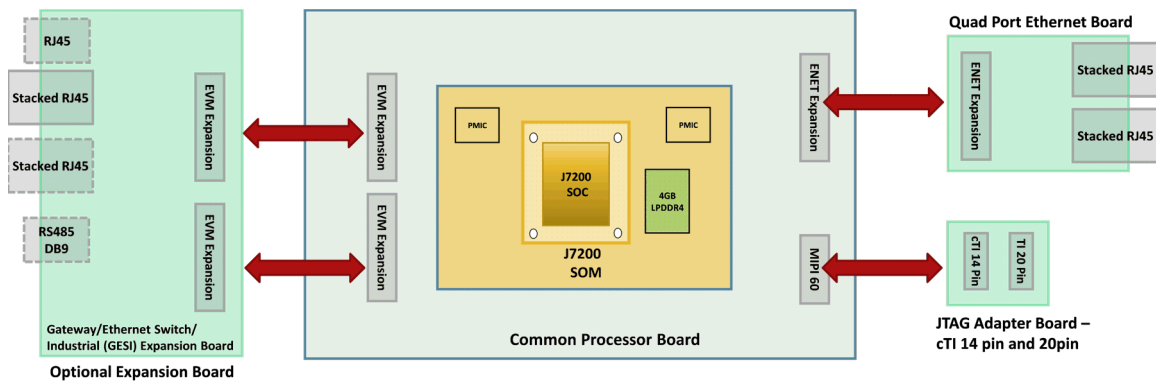 RJ45
Stacked RJ45
Stacked RJ45
RS485
DB9
EVM Expansion
EVM Expansion
Gateway/Ethernet Switch/
Industrial (GESI) Expansion Board
Optional Expansion Board
EVM Expansion
EVM Expansion
PMIC
PMIC
J7200
SOC
4GB
LPDDR4
J7200
SOM
Common Processor Board
ENET Expansion
MIPI 60
Quad Port Ethernet Board
ENET Expansion
Stacked RJ45
Stacked RJ45
cTI 14
Pin
TI 20
Pin
JTAG Adapter Board –
cTI 14 pin and 20pin